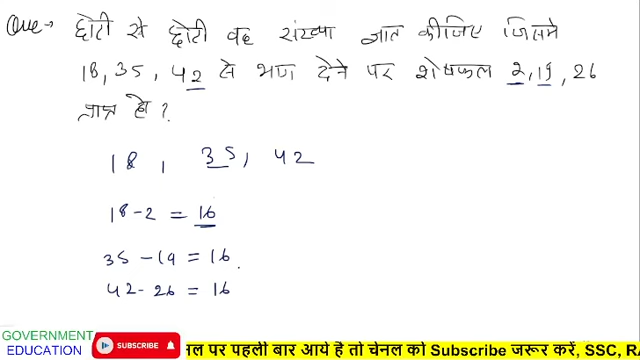 Que:→ छोटी से छोटी वह संख्या ज्ञात कीजिए जिसमें
18, 35, 42 से भाग देने पर शेषफल 2, 19, 26
प्राप्त हो ?
18, 35, 42
18 - 2 = 16
35 - 19 = 16
42 - 26 = 16
GOVERNMENT
EDUCATION
SUBSCRIBE
नल पर पहली बार आये है तो चेनल को Subscribe जरूर करें, SSC, R